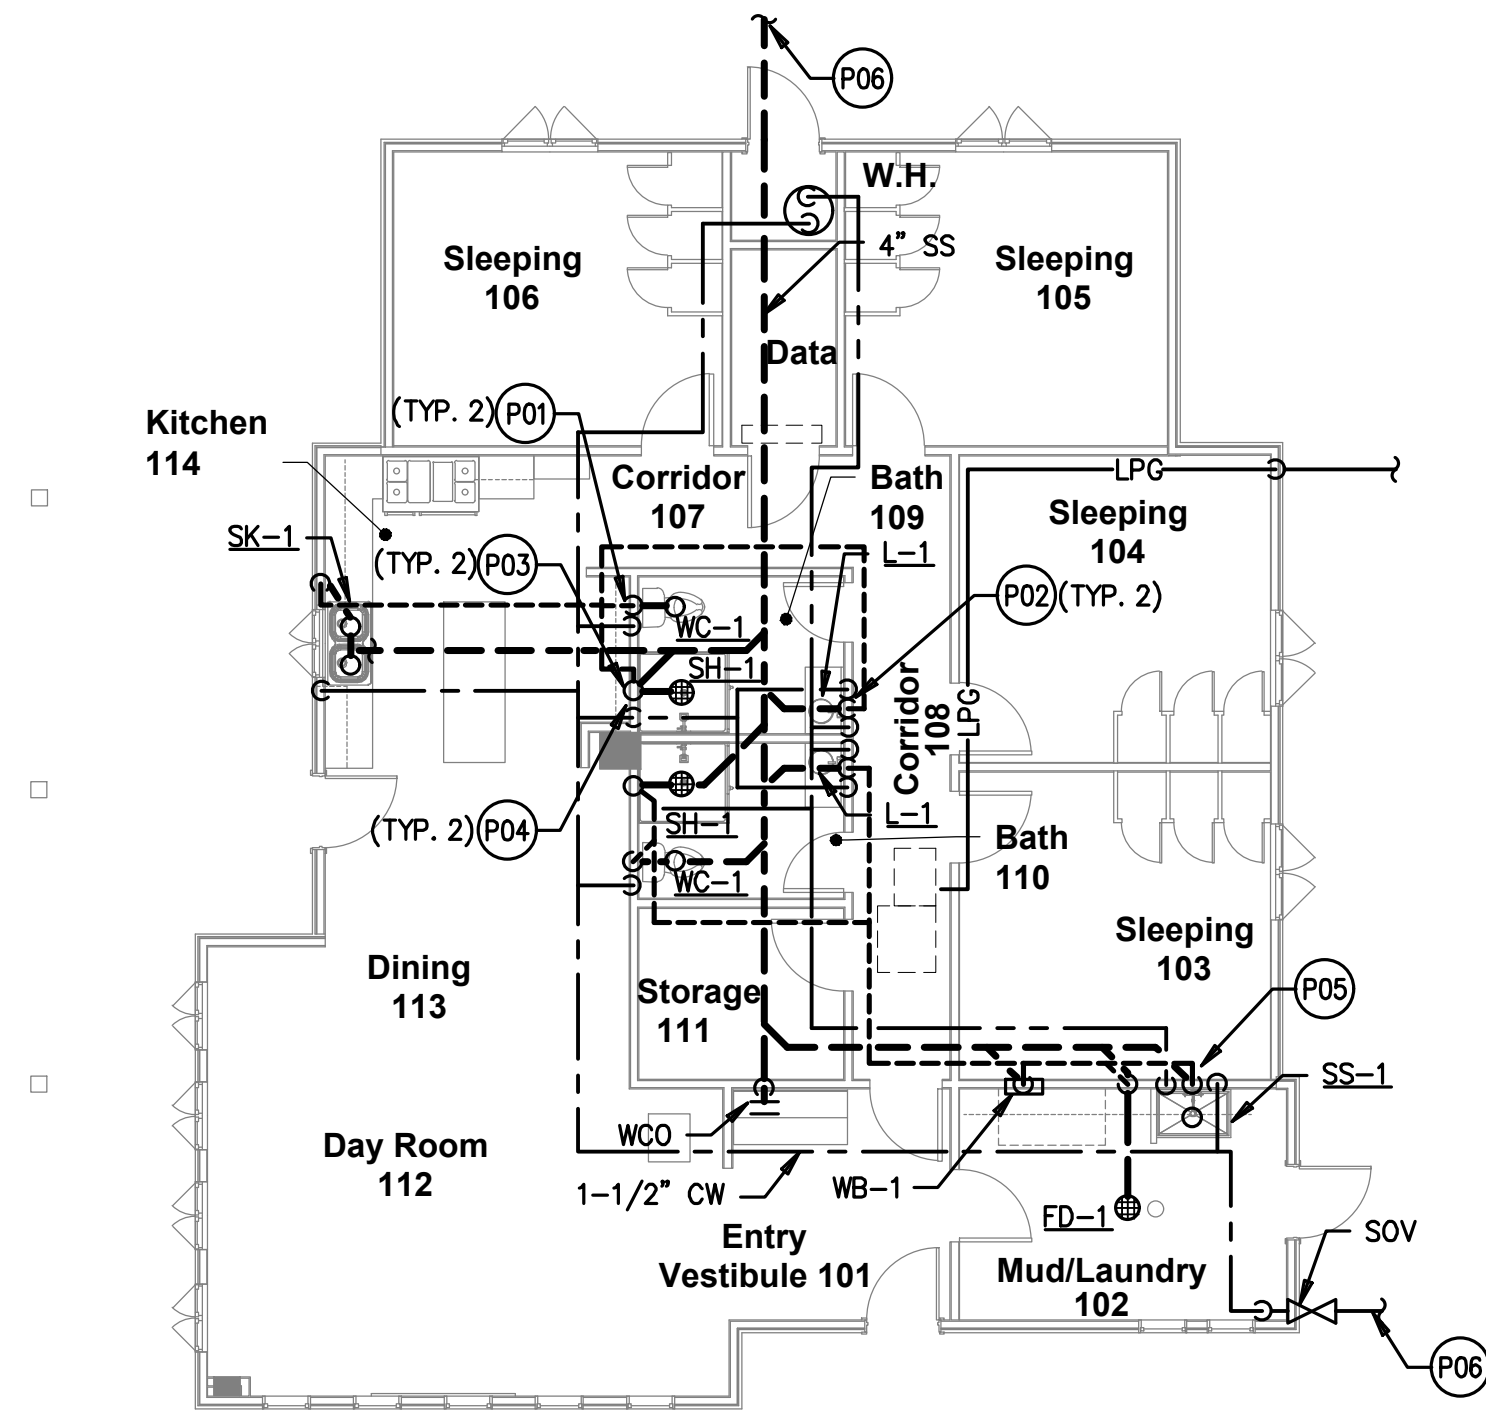 P06
W.H.
4" SS
Sleeping
106
Sleeping
105
Data
(TYP. 2) P01
Kitchen
114
Corridor
107
Bath
109
LPG
Sleeping
104
SK-1
(TYP. 2) P03
L-1
P02 (TYP. 2)
WC-1
SH-1
Corridor
108
LPG
(TYP. 2) P04
SH-1
L-1
WC-1
Bath
110
Sleeping
103
Dining
113
Storage
111
P05
SS-1
WCO
Day Room
112
1-1/2" CW
WB-1
FD-1
Entry
Vestibule 101
Mud/Laundry
102
SOV
P06